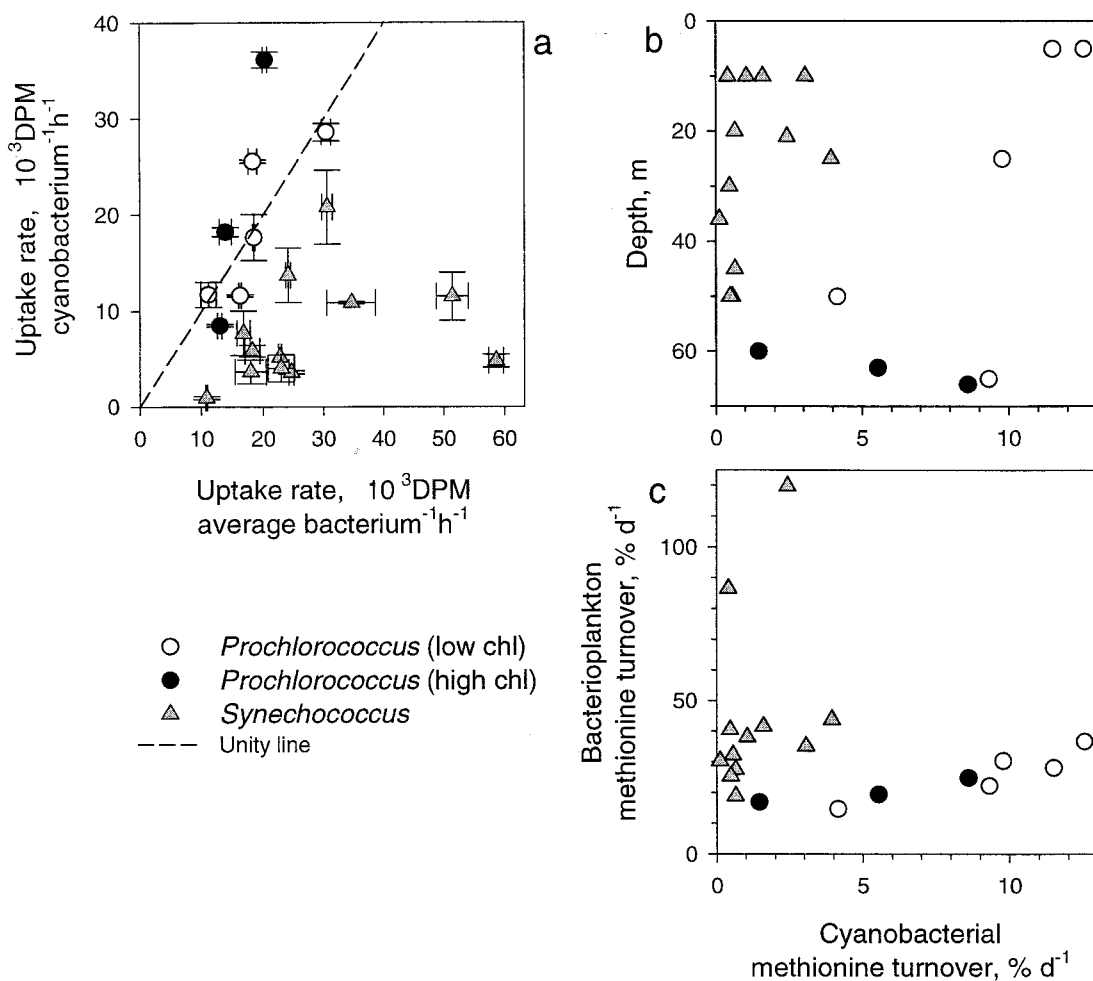 a
Uptake rate, 10³DPM
cyanobacterium⁻¹h⁻¹
40
30
20
10
0
0 10 20 30 40 50 60
Uptake rate, 10³DPM
average bacterium⁻¹h⁻¹
Prochlorococcus (low chl)
Prochlorococcus (high chl)
Synechococcus
Unity line
b
Depth, m
0
20
40
60
0 5 10
c
Bacterioplankton
methionine turnover, % d⁻¹
100
50
0
0 5 10
Cyanobacterial
methionine turnover, % d⁻¹